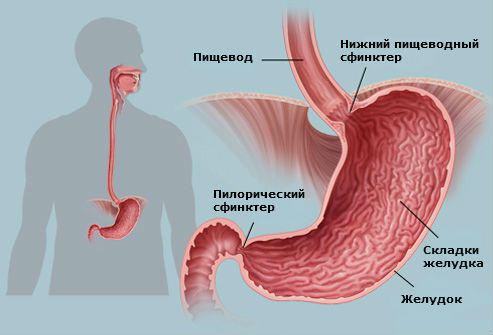 Пищевод
Нижний пищеводный
сфинктер
Пилорический
сфинктер
Складки
желудка
Желудок